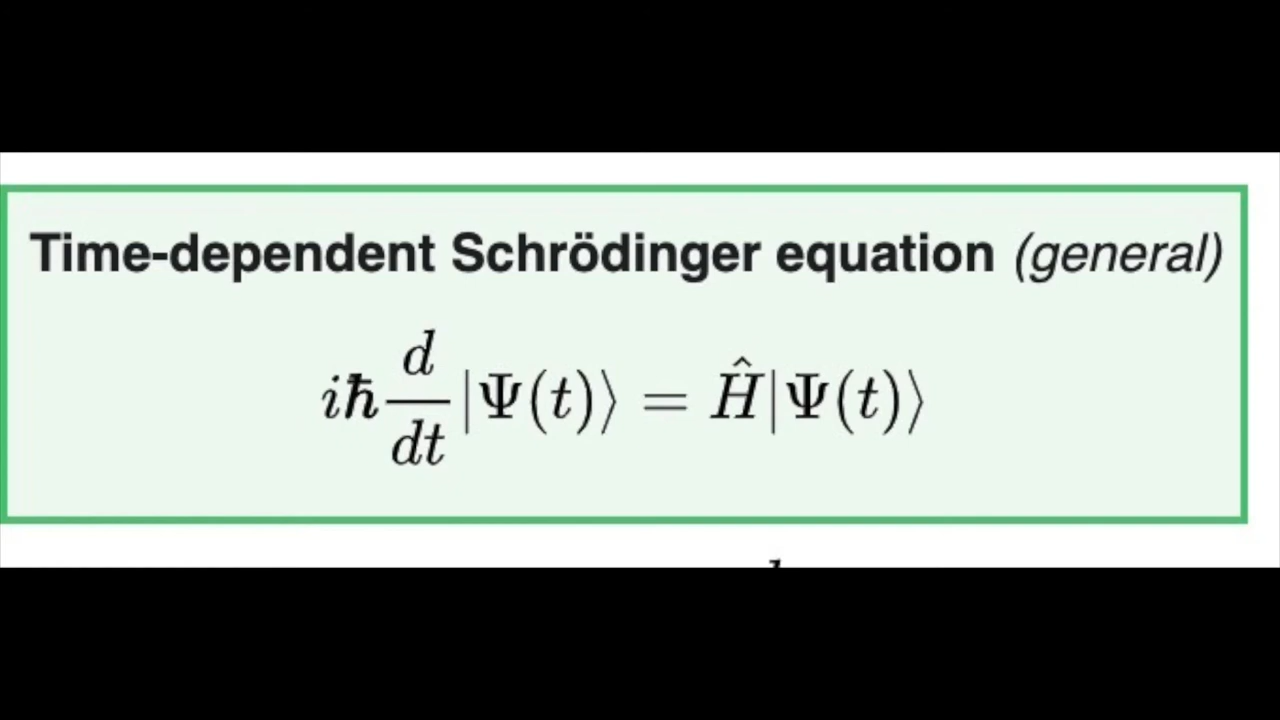 Time-dependent Schrödinger equation (general)
iℏ d/dt |Ψ(t)⟩ = Ĥ|Ψ(t)⟩